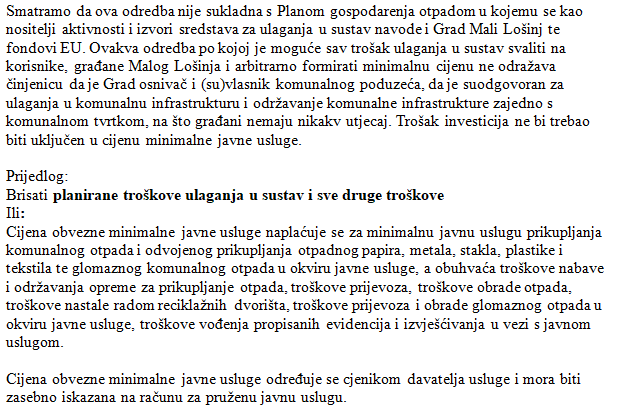 Smatramo da ova odredba nije sukladna s Planom gospodarenja otpadom u kojemu se kao
nositelji aktivnosti i izvori sredstava za ulaganja u sustav navode i Grad Mali Lošinj te
fondovi EU. Ovakva odredba po kojoj je moguće sav trošak ulaganja u sustav svaliti na
korisnike, građane Malog Lošinja i arbitrarno formirati minimalnu cijenu ne odražava
činjenicu da je Grad osnivač i (su)vlasnik komunalnog poduzeća, da je suodgovoran za
ulaganja u komunalnu infrastrukturu i održavanje komunalne infrastrukture zajedno s
komunalnom tvrtkom, na što građani nemaju nikakv utjecaj. Trošak investicija ne bi trebao
biti uključen u cijenu minimalne javne usluge.

Prijedlog:
Brisati planirane troškove ulaganja u sustav i sve druge troškove
Ili:
Cijena obvezne minimalne javne usluge naplaćuje se za minimalnu javnu uslugu prikupljanja
komunalnog otpada i odvojenog prikupljanja otpadnog papira, metala, stakla, plastike i
tekstila te glomaznog komunalnog otpada u okviru javne usluge, a obuhvaća troškove nabave
i održavanja opreme za prikupljanje otpada, troškove prijevoza, troškove obrade otpada,
troškove nastale radom reciklažnih dvorišta, troškove prijevoza i obrade glomaznog otpada u
okviru javne usluge, troškove vođenja propisanih evidencija i izvješćivanja u vezi s javnom
uslugom.

Cijena obvezne minimalne javne usluge određuje se cjenikom davatelja usluge i mora biti
zasebno iskazana na računu za pruženu javnu uslugu.